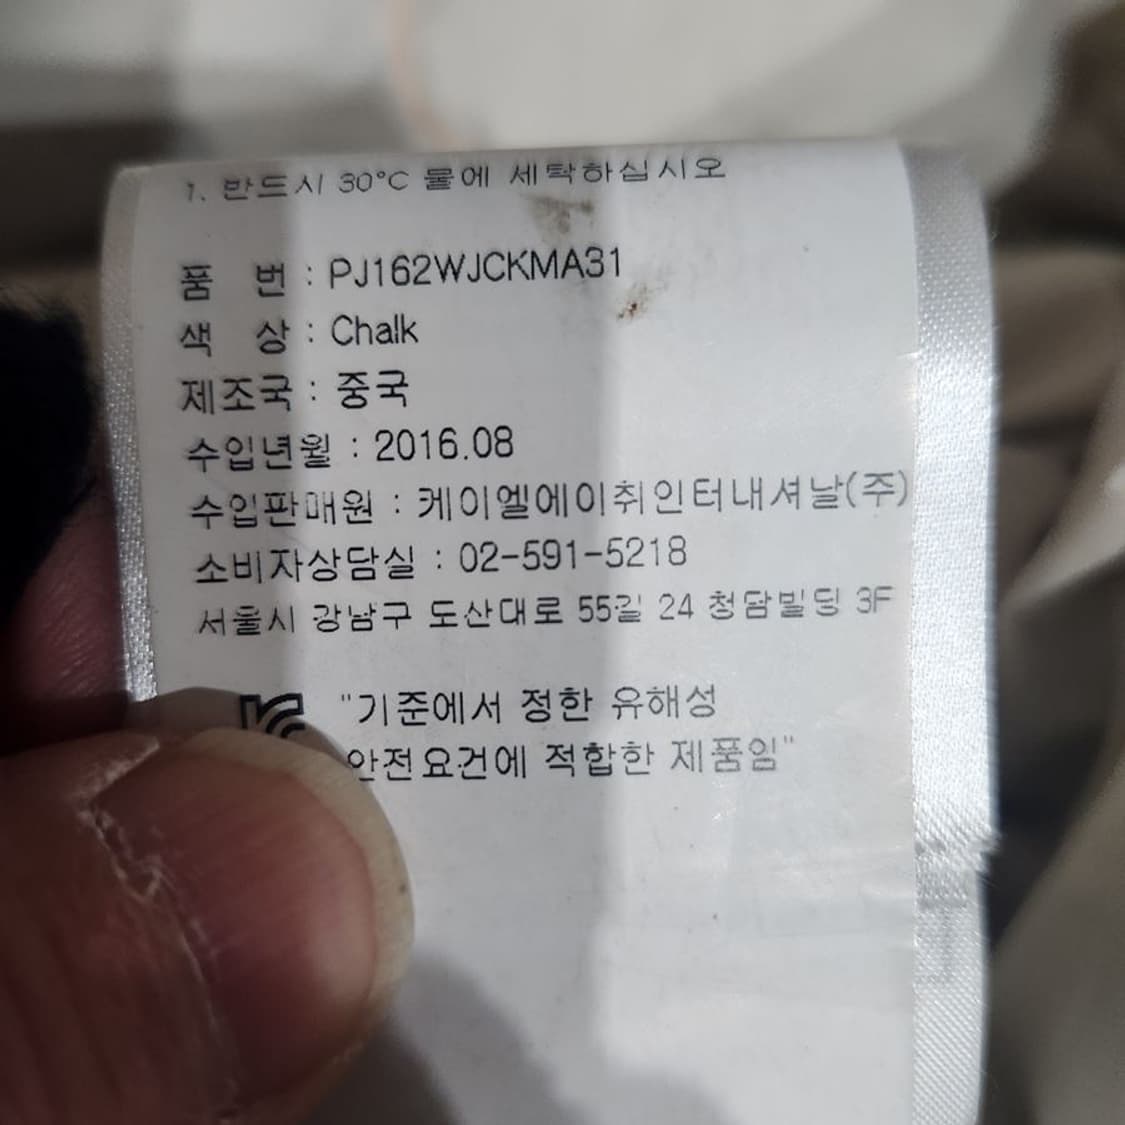 1. 반드시 30°C 물에 세탁하십시오
품 번 : PJ162WJCKMA31
색 상 : Chalk
제조국 : 중국
수입년월 : 2016.08
수입판매원 : 케이엘에이취인터내셔날(주)
소비자상담실 : 02-591-5218
서울시 강남구 도산대로 55길 24 청담빌딩 3F
"기준에서 정한 유해성
안전요건에 적합한 제품임"